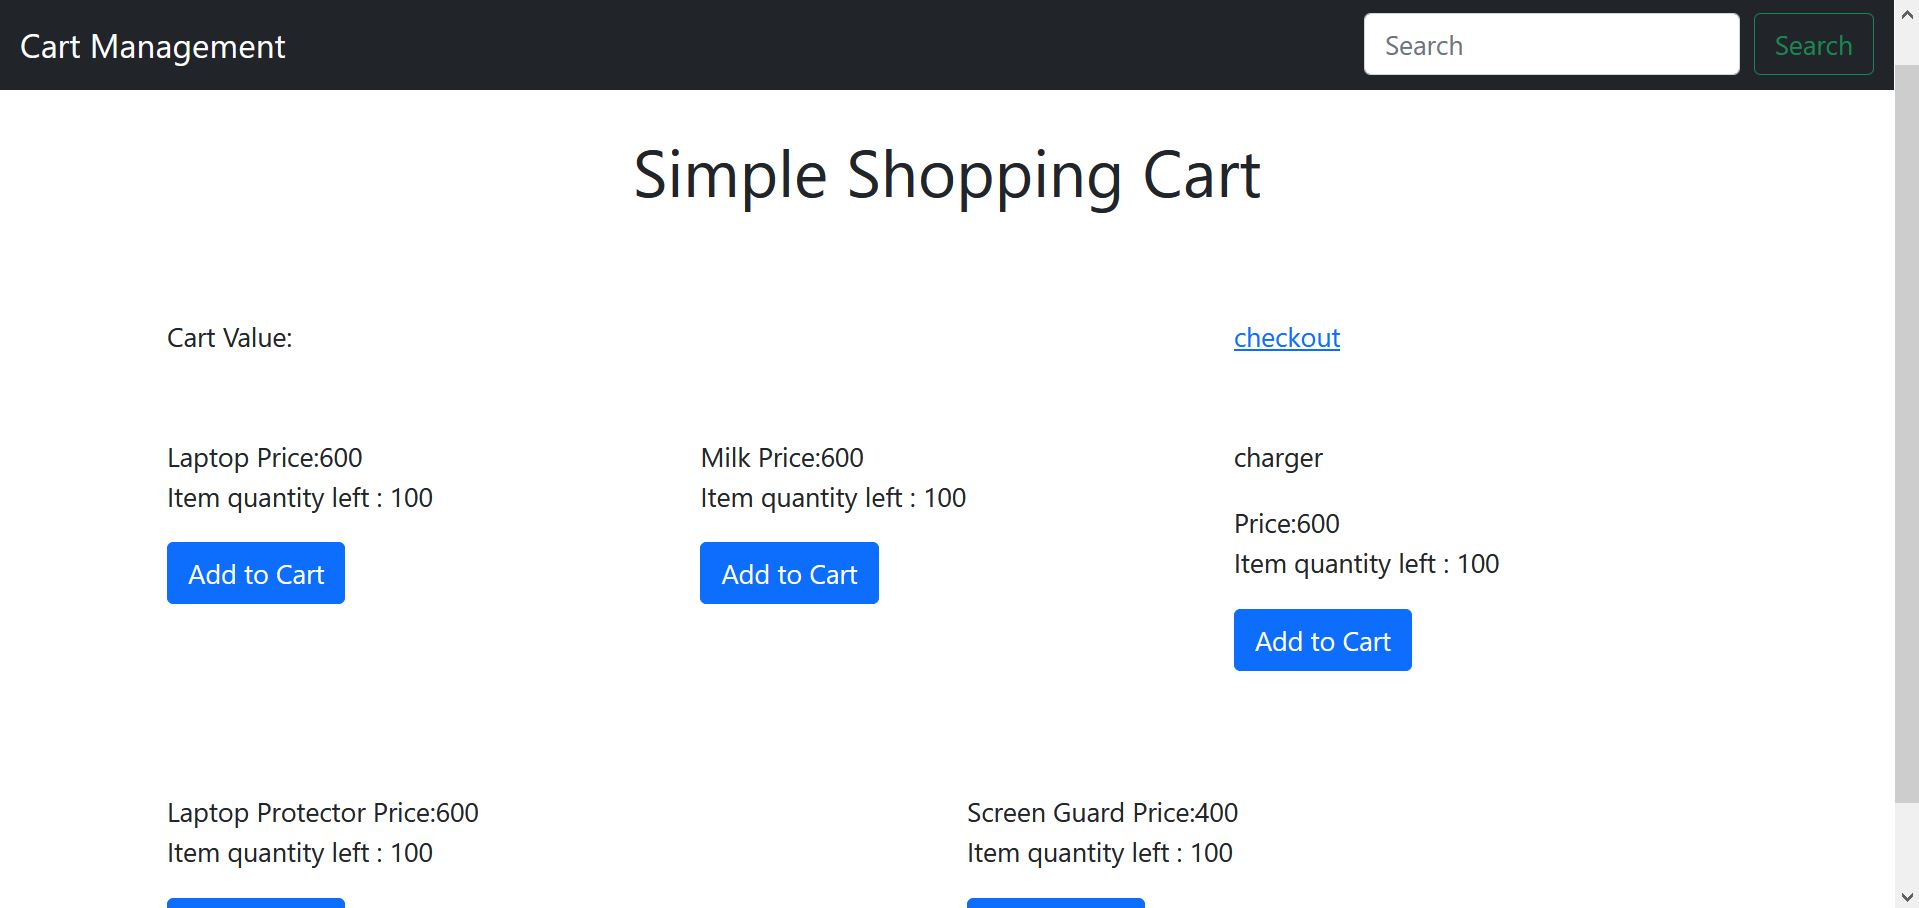 Cart Management
Search
Search
Simple Shopping Cart
Cart Value:
checkout
Laptop Price:600
Item quantity left : 100
Add to Cart
Milk Price:600
Item quantity left : 100
Add to Cart
charger
Price:600
Item quantity left : 100
Add to Cart
Laptop Protector Price:600
Item quantity left : 100
Screen Guard Price:400
Item quantity left : 100